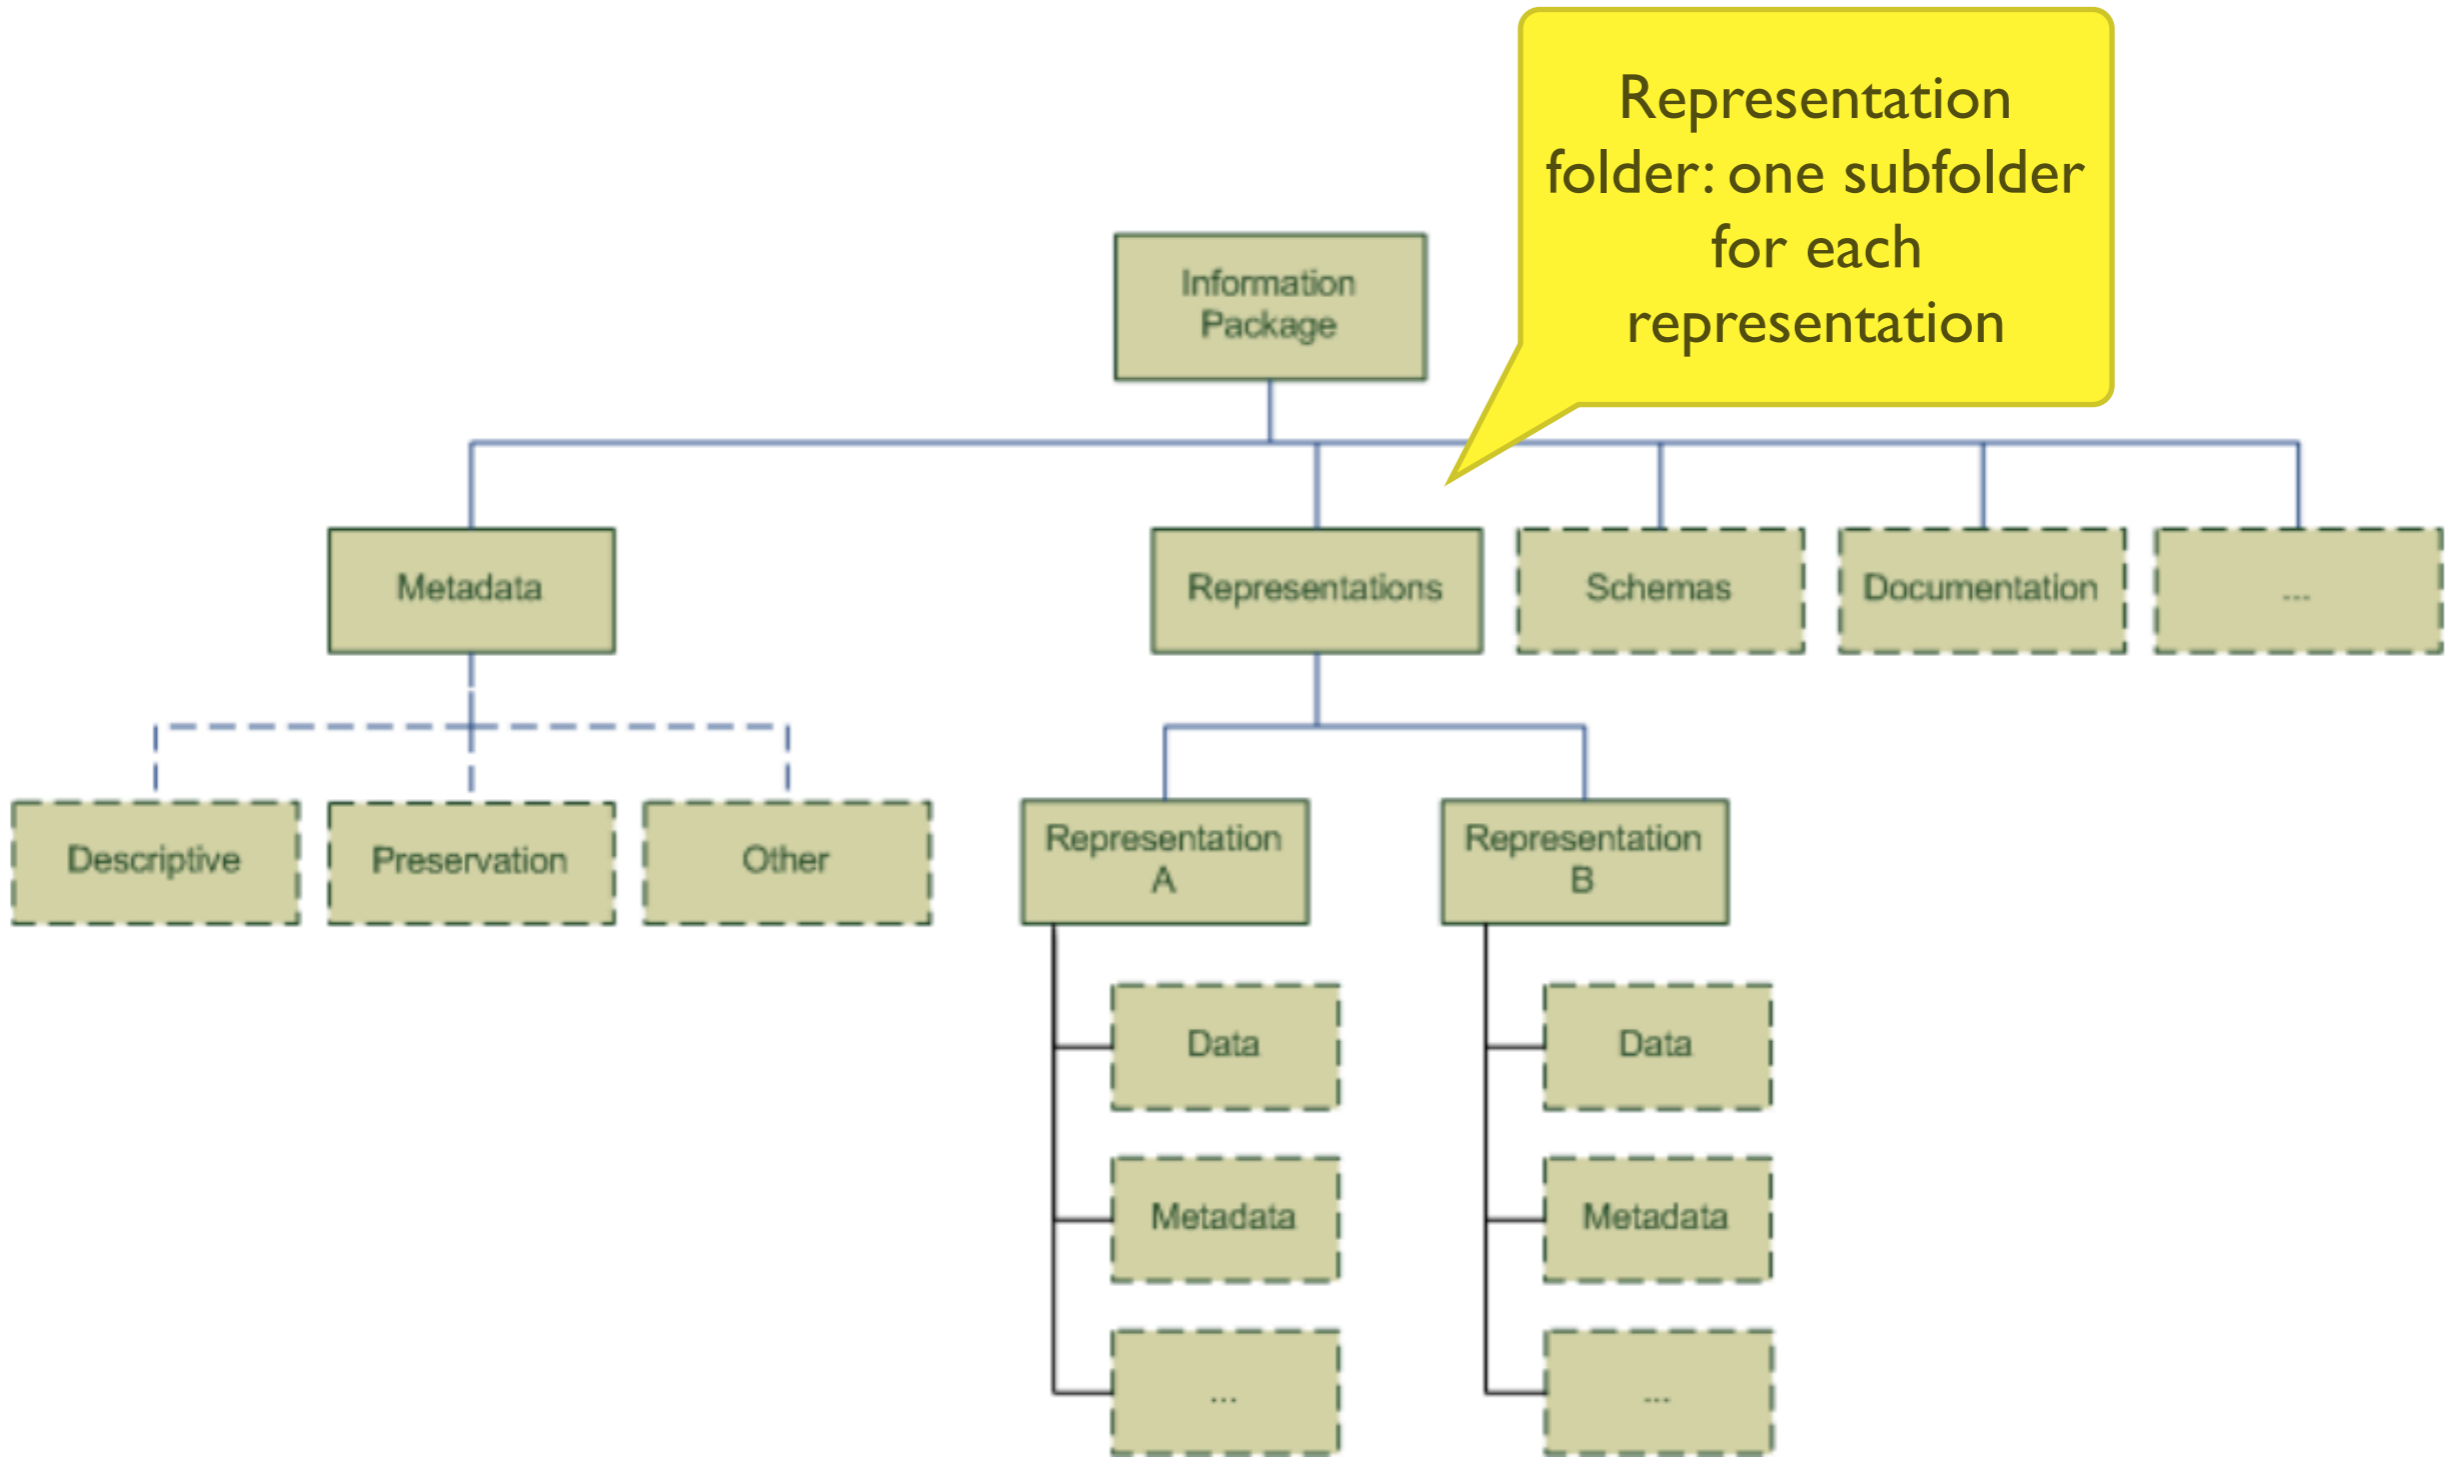 Representation
folder: one subfolder
for each
representation
Information
Package
Metadata
Representations
Schemas
Documentation
...
Descriptive
Preservation
Other
Representation
A
Representation
B
Data
Data
Metadata
Metadata
...
...